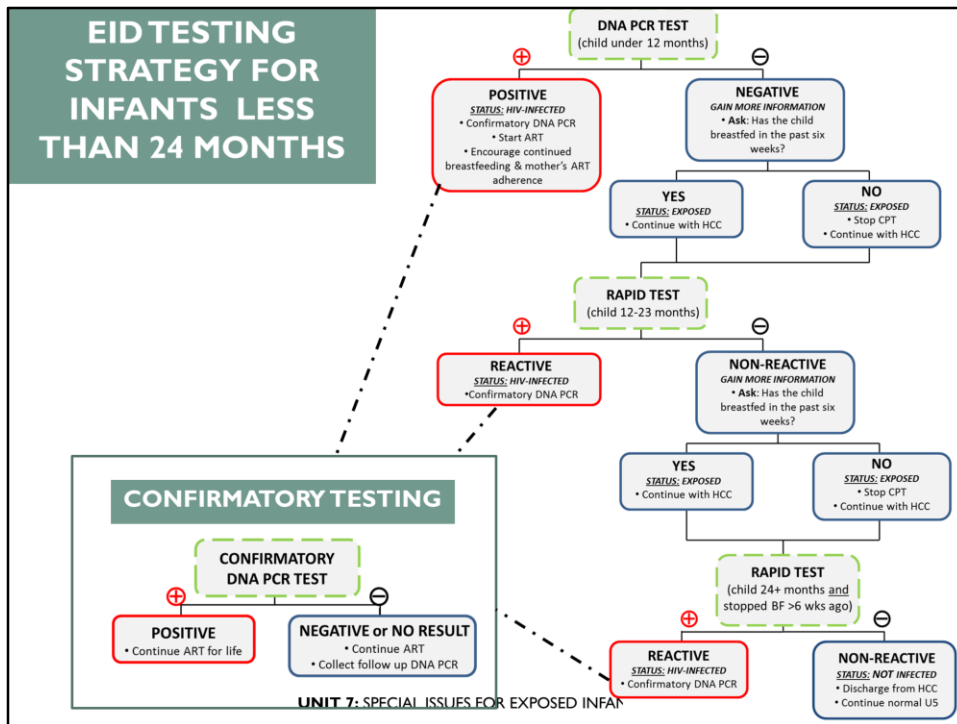 EID TESTING
STRATEGY FOR
INFANTS LESS
THAN 24 MONTHS
DNA PCR TEST
(child under 12 months)
POSITIVE
STATUS: HIV-INFECTED
• Confirmatory DNA PCR
• Start ART
• Encourage continued
breastfeeding & mother's ART
adherence
NEGATIVE
GAIN MORE INFORMATION
• Ask: Has the child
breastfed in the past six
weeks?
YES
STATUS: EXPOSED
• Continue with HCC
NO
STATUS: EXPOSED
• Stop CPT
• Continue with HCC
RAPID TEST
(child 12-23 months)
REACTIVE
STATUS: HIV-INFECTED
•Confirmatory DNA PCR
NON-REACTIVE
GAIN MORE INFORMATION
• Ask: Has the child
breastfed in the past six
weeks?
YES
STATUS: EXPOSED
• Continue with HCC
NO
STATUS: EXPOSED
• Stop CPT
• Continue with HCC
RAPID TEST
(child 24+ months and
stopped BF >6 wks ago)
REACTIVE
STATUS: HIV-INFECTED
• Confirmatory DNA PCR
NON-REACTIVE
STATUS: NOT INFECTED
• Discharge from HCC
• Continue normal U5
CONFIRMATORY TESTING
CONFIRMATORY
DNA PCR TEST
POSITIVE
• Continue ART for life
NEGATIVE or NO RESULT
• Continue ART
• Collect follow up DNA PCR
UNIT 7: SPECIAL ISSUES FOR EXPOSED